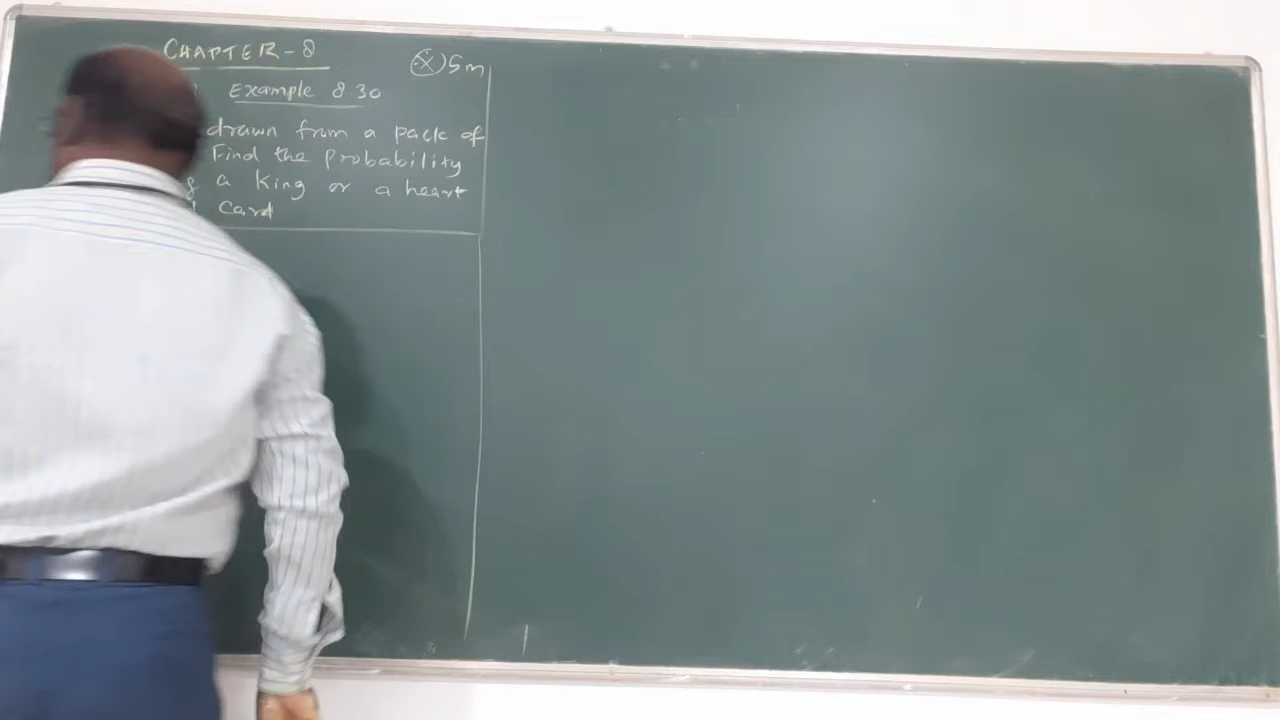 CHAPTER-8
(X) 5m
Example 8.30
drawn from a pack of
Find the probability
a king or a heart
card